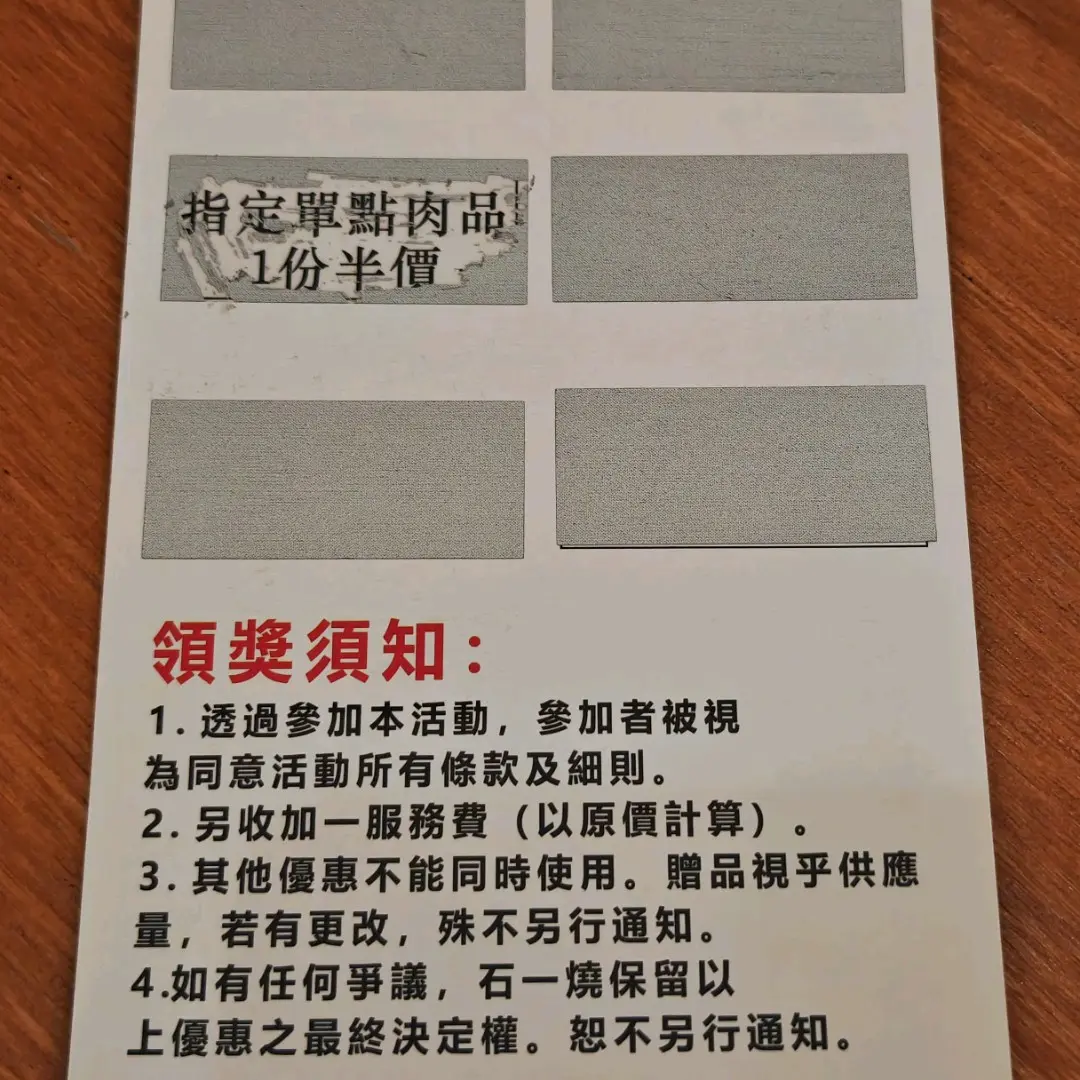 指定單點肉品
1份半價
領獎須知:
1. 透過參加本活動，參加者被視
為同意活動所有條款及細則。
2. 另收加一服務費（以原價計算）。
3. 其他優惠不能同時使用。贈品視乎供應
量，若有更改，殊不另行通知。
4.如有任何爭議，石一燒保留以
上優惠之最終決定權。恕不另行通知。